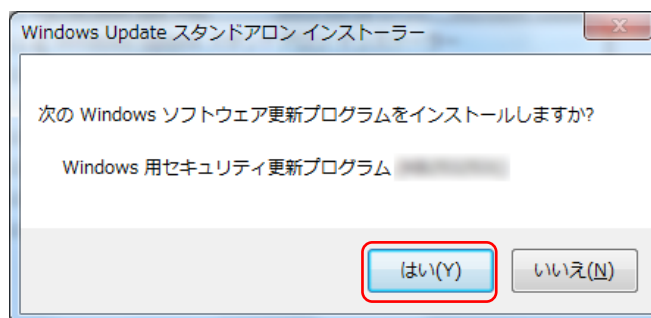 Windows Update スタンドアロン インストーラー
次の Windows ソフトウェア更新プログラムをインストールしますか?
Windows 用セキュリティ更新プログラム
はい(Y)
いいえ(N)